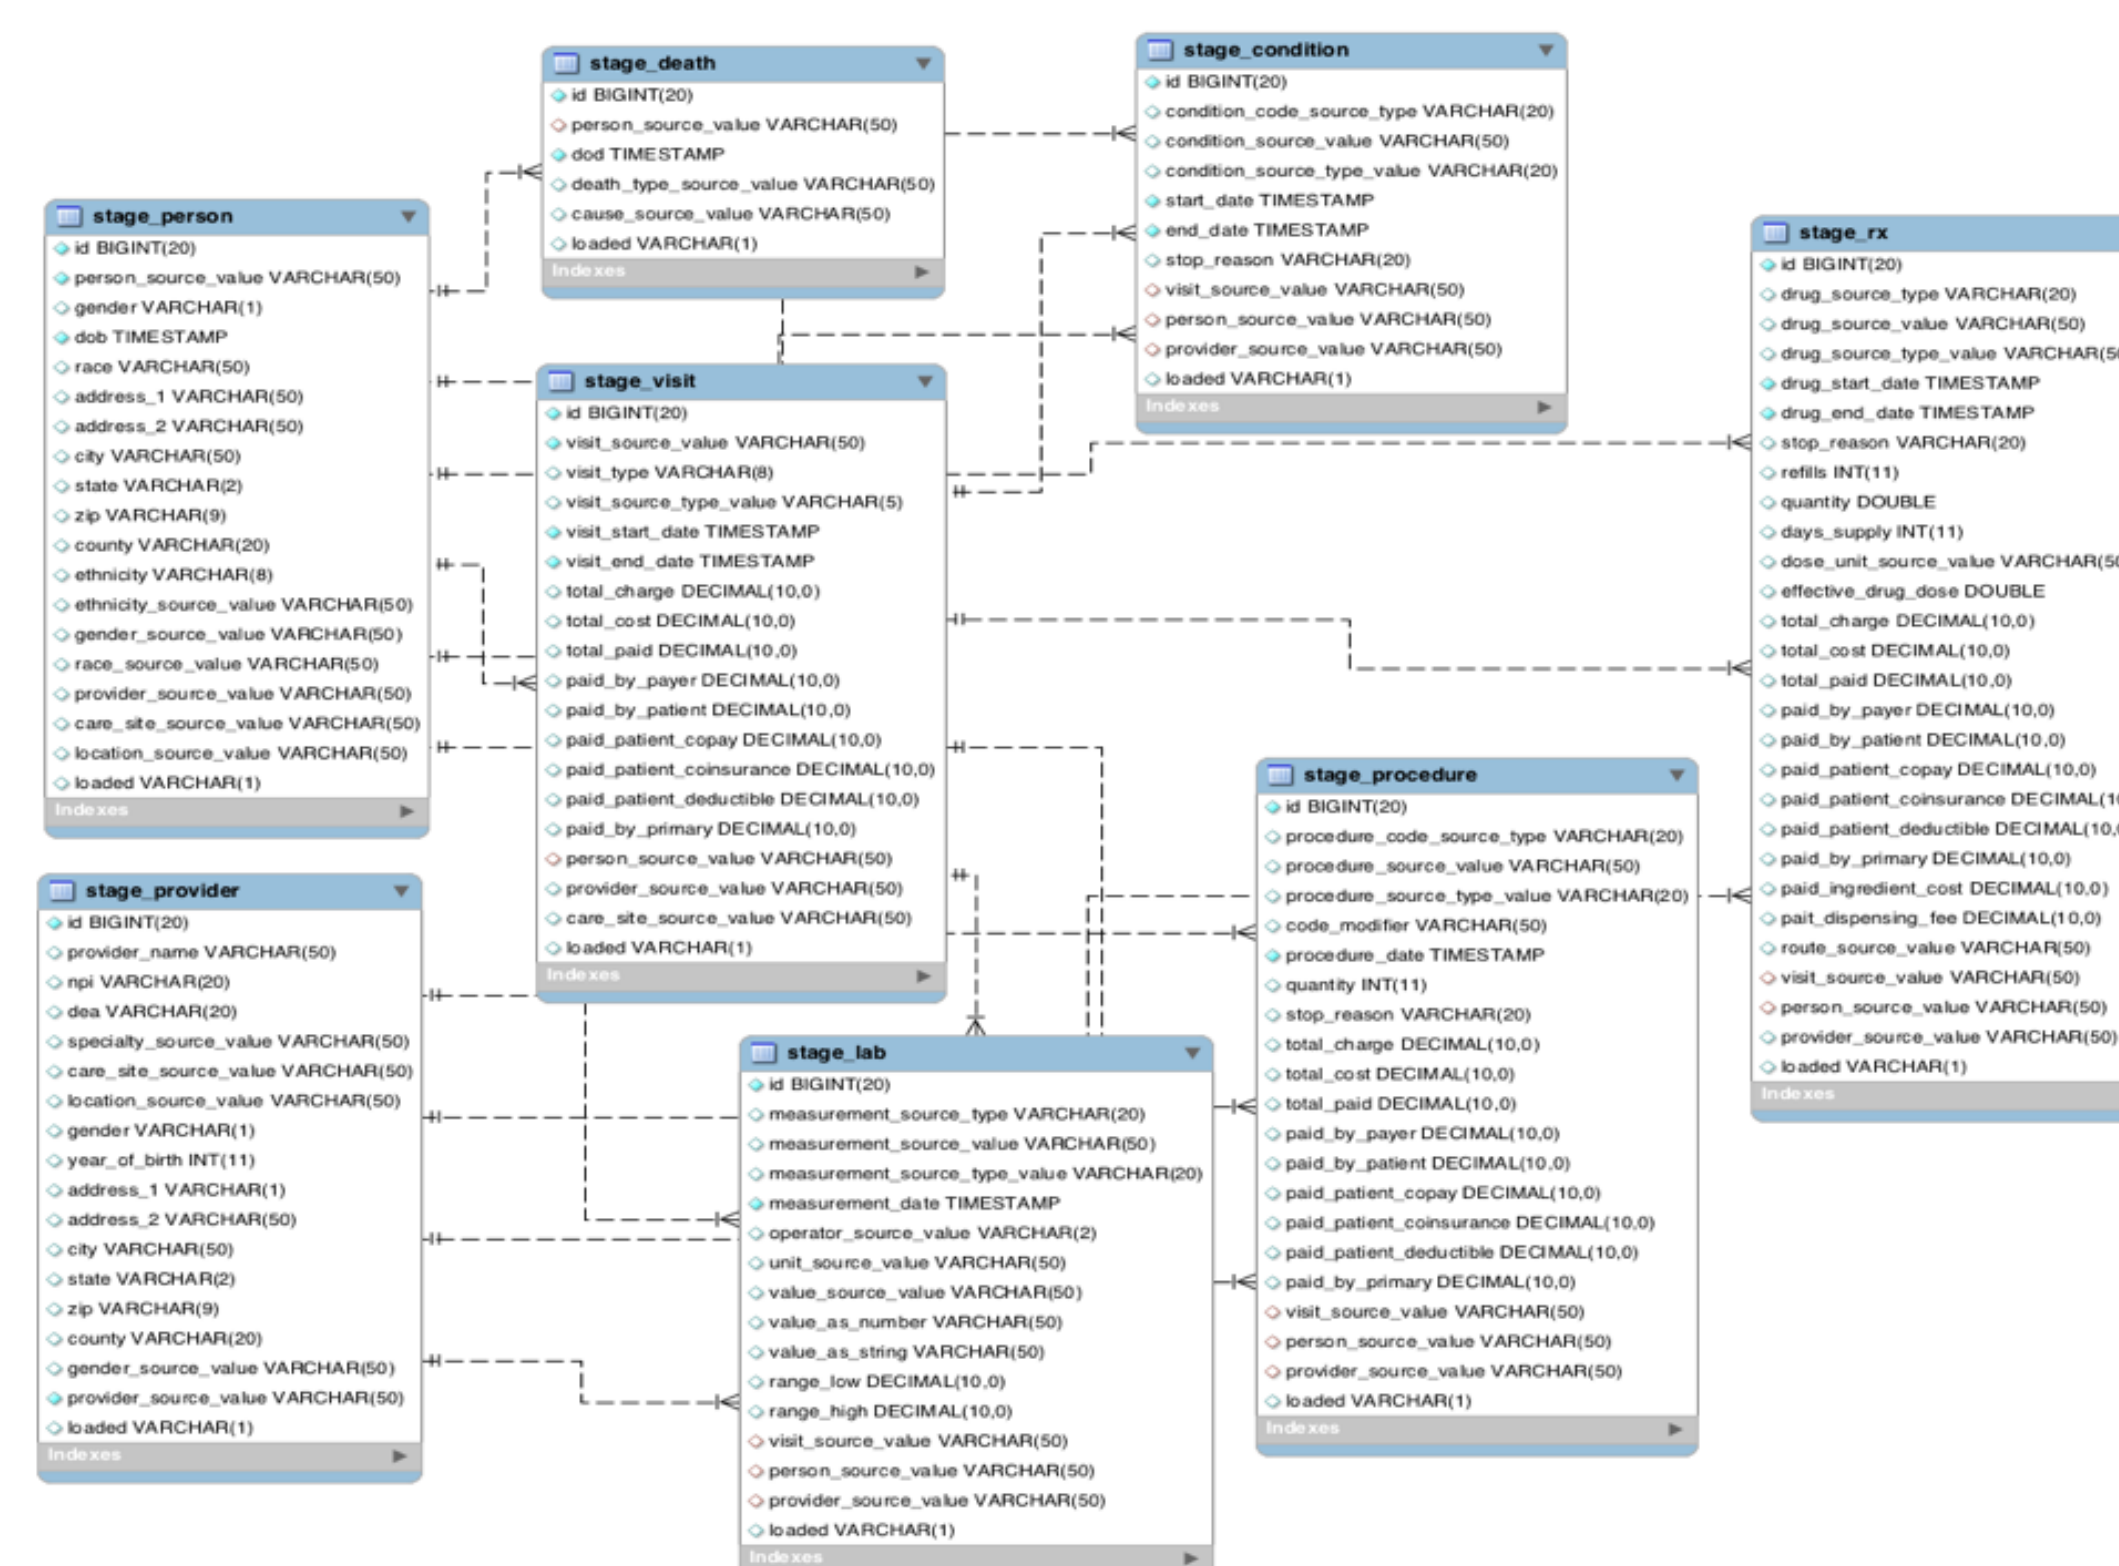 stage_death
id BIGINT(20)
person_source_value VARCHAR(50)
dod TIMESTAMP
death_type_source_value VARCHAR(50)
cause_source_value VARCHAR(50)
loaded VARCHAR(1)
Indexes
stage_condition
id BIGINT(20)
condition_code_source_type VARCHAR(20)
condition_source_value VARCHAR(50)
condition_source_type_value VARCHAR(20)
start_date TIMESTAMP
end_date TIMESTAMP
stop_reason VARCHAR(20)
visit_source_value VARCHAR(50)
person_source_value VARCHAR(50)
provider_source_value VARCHAR(50)
loaded VARCHAR(1)
Indexes
stage_person
id BIGINT(20)
person_source_value VARCHAR(50)
gender VARCHAR(1)
dob TIMESTAMP
race VARCHAR(50)
address_1 VARCHAR(50)
address_2 VARCHAR(50)
city VARCHAR(50)
state VARCHAR(2)
zip VARCHAR(9)
county VARCHAR(20)
ethnicity VARCHAR(8)
ethnicity_source_value VARCHAR(50)
gender_source_value VARCHAR(50)
race_source_value VARCHAR(50)
provider_source_value VARCHAR(50)
care_site_source_value VARCHAR(50)
location_source_value VARCHAR(50)
loaded VARCHAR(1)
Indexes
stage_visit
id BIGINT(20)
visit_source_value VARCHAR(50)
visit_type VARCHAR(8)
visit_source_type_value VARCHAR(5)
visit_start_date TIMESTAMP
visit_end_date TIMESTAMP
total_charge DECIMAL(10,0)
total_cost DECIMAL(10,0)
total_paid DECIMAL(10,0)
paid_by_payer DECIMAL(10,0)
paid_by_patient DECIMAL(10,0)
paid_patient_copay DECIMAL(10,0)
paid_patient_coinsurance DECIMAL(10,0)
paid_patient_deductible DECIMAL(10,0)
paid_by_primary DECIMAL(10,0)
person_source_value VARCHAR(50)
provider_source_value VARCHAR(50)
care_site_source_value VARCHAR(50)
loaded VARCHAR(1)
Indexes
stage_rx
id BIGINT(20)
drug_source_type VARCHAR(20)
drug_source_value VARCHAR(50)
drug_source_type_value VARCHAR(50
drug_start_date TIMESTAMP
drug_end_date TIMESTAMP
stop_reason VARCHAR(20)
refills INT(11)
quantity DOUBLE
days_supply INT(11)
dose_unit_source_value VARCHAR(50
effective_drug_dose DOUBLE
total_charge DECIMAL(10,0)
total_cost DECIMAL(10,0)
total_paid DECIMAL(10,0)
paid_by_payer DECIMAL(10,0)
paid_by_patient DECIMAL(10,0)
paid_patient_copay DECIMAL(10,0)
paid_patient_coinsurance DECIMAL(10
paid_patient_deductible DECIMAL(10,0
paid_by_primary DECIMAL(10,0)
paid_ingredient_cost DECIMAL(10,0)
pait_dispensing_fee DECIMAL(10,0)
route_source_value VARCHAR(50)
visit_source_value VARCHAR(50)
person_source_value VARCHAR(50)
provider_source_value VARCHAR(50)
loaded VARCHAR(1)
Indexes
stage_provider
id BIGINT(20)
provider_name VARCHAR(50)
npi VARCHAR(20)
dea VARCHAR(20)
specialty_source_value VARCHAR(50)
care_site_source_value VARCHAR(50)
location_source_value VARCHAR(50)
gender VARCHAR(1)
year_of_birth INT(11)
address_1 VARCHAR(1)
address_2 VARCHAR(50)
city VARCHAR(50)
state VARCHAR(2)
zip VARCHAR(9)
county VARCHAR(20)
gender_source_value VARCHAR(50)
provider_source_value VARCHAR(50)
loaded VARCHAR(1)
Indexes
stage_lab
id BIGINT(20)
measurement_source_type VARCHAR(20)
measurement_source_value VARCHAR(50)
measurement_source_type_value VARCHAR(20)
measurement_date TIMESTAMP
operator_source_value VARCHAR(2)
unit_source_value VARCHAR(50)
value_source_value VARCHAR(50)
value_as_number VARCHAR(50)
value_as_string VARCHAR(50)
range_low DECIMAL(10,0)
range_high DECIMAL(10,0)
visit_source_value VARCHAR(50)
person_source_value VARCHAR(50)
provider_source_value VARCHAR(50)
loaded VARCHAR(1)
Indexes
stage_procedure
id BIGINT(20)
procedure_code_source_type VARCHAR(20)
procedure_source_value VARCHAR(50)
procedure_source_type_value VARCHAR(20)
code_modifier VARCHAR(50)
procedure_date TIMESTAMP
quantity INT(11)
stop_reason VARCHAR(20)
total_charge DECIMAL(10,0)
total_cost DECIMAL(10,0)
total_paid DECIMAL(10,0)
paid_by_payer DECIMAL(10,0)
paid_by_patient DECIMAL(10,0)
paid_patient_copay DECIMAL(10,0)
paid_patient_coinsurance DECIMAL(10,0)
paid_patient_deductible DECIMAL(10,0)
paid_by_primary DECIMAL(10,0)
visit_source_value VARCHAR(50)
person_source_value VARCHAR(50)
provider_source_value VARCHAR(50)
loaded VARCHAR(1)
Indexes